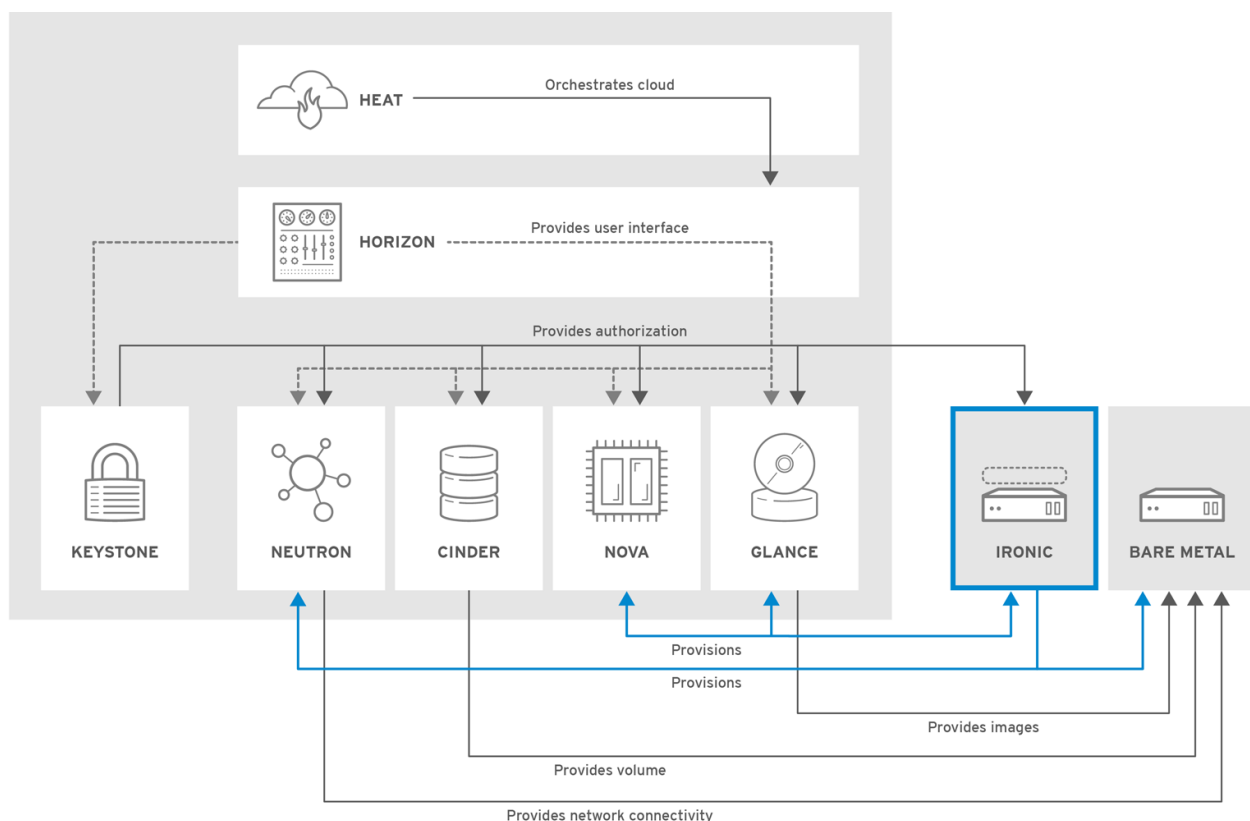 Orchestrates cloud
HEAT
Provides user interface
HORIZON
Provides authorization
KEYSTONE
NEUTRON
CINDER
NOVA
GLANCE
IRONIC
BARE METAL
Provisions
Provisions
Provides images
Provides volume
Provides network connectivity